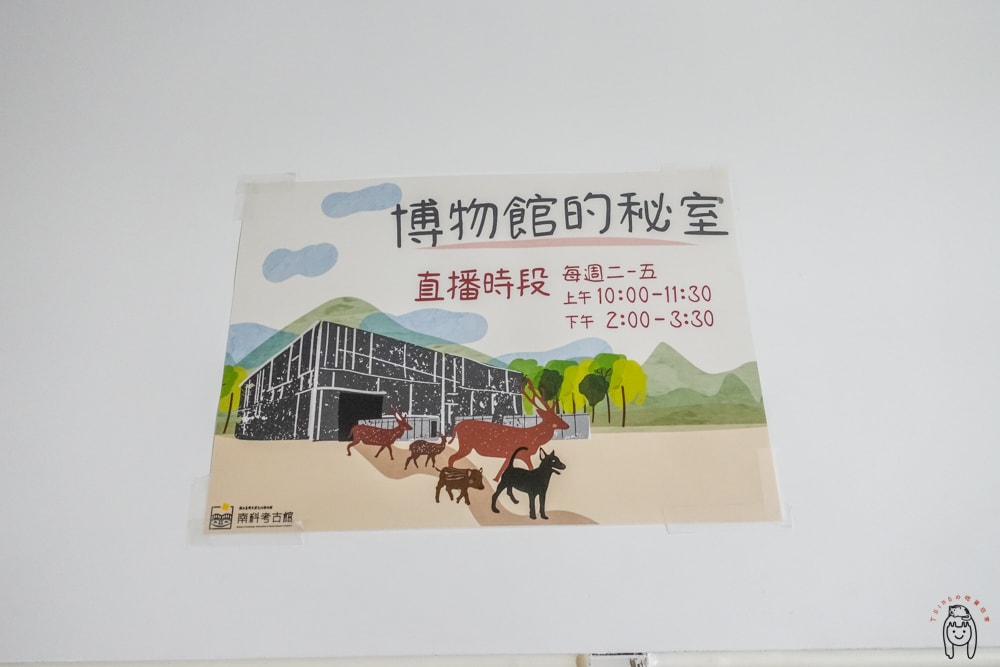 博物館的秘室
直播時段
每週二-五
上午 10:00-11:30
下午 2:00-3:30
南科考古館